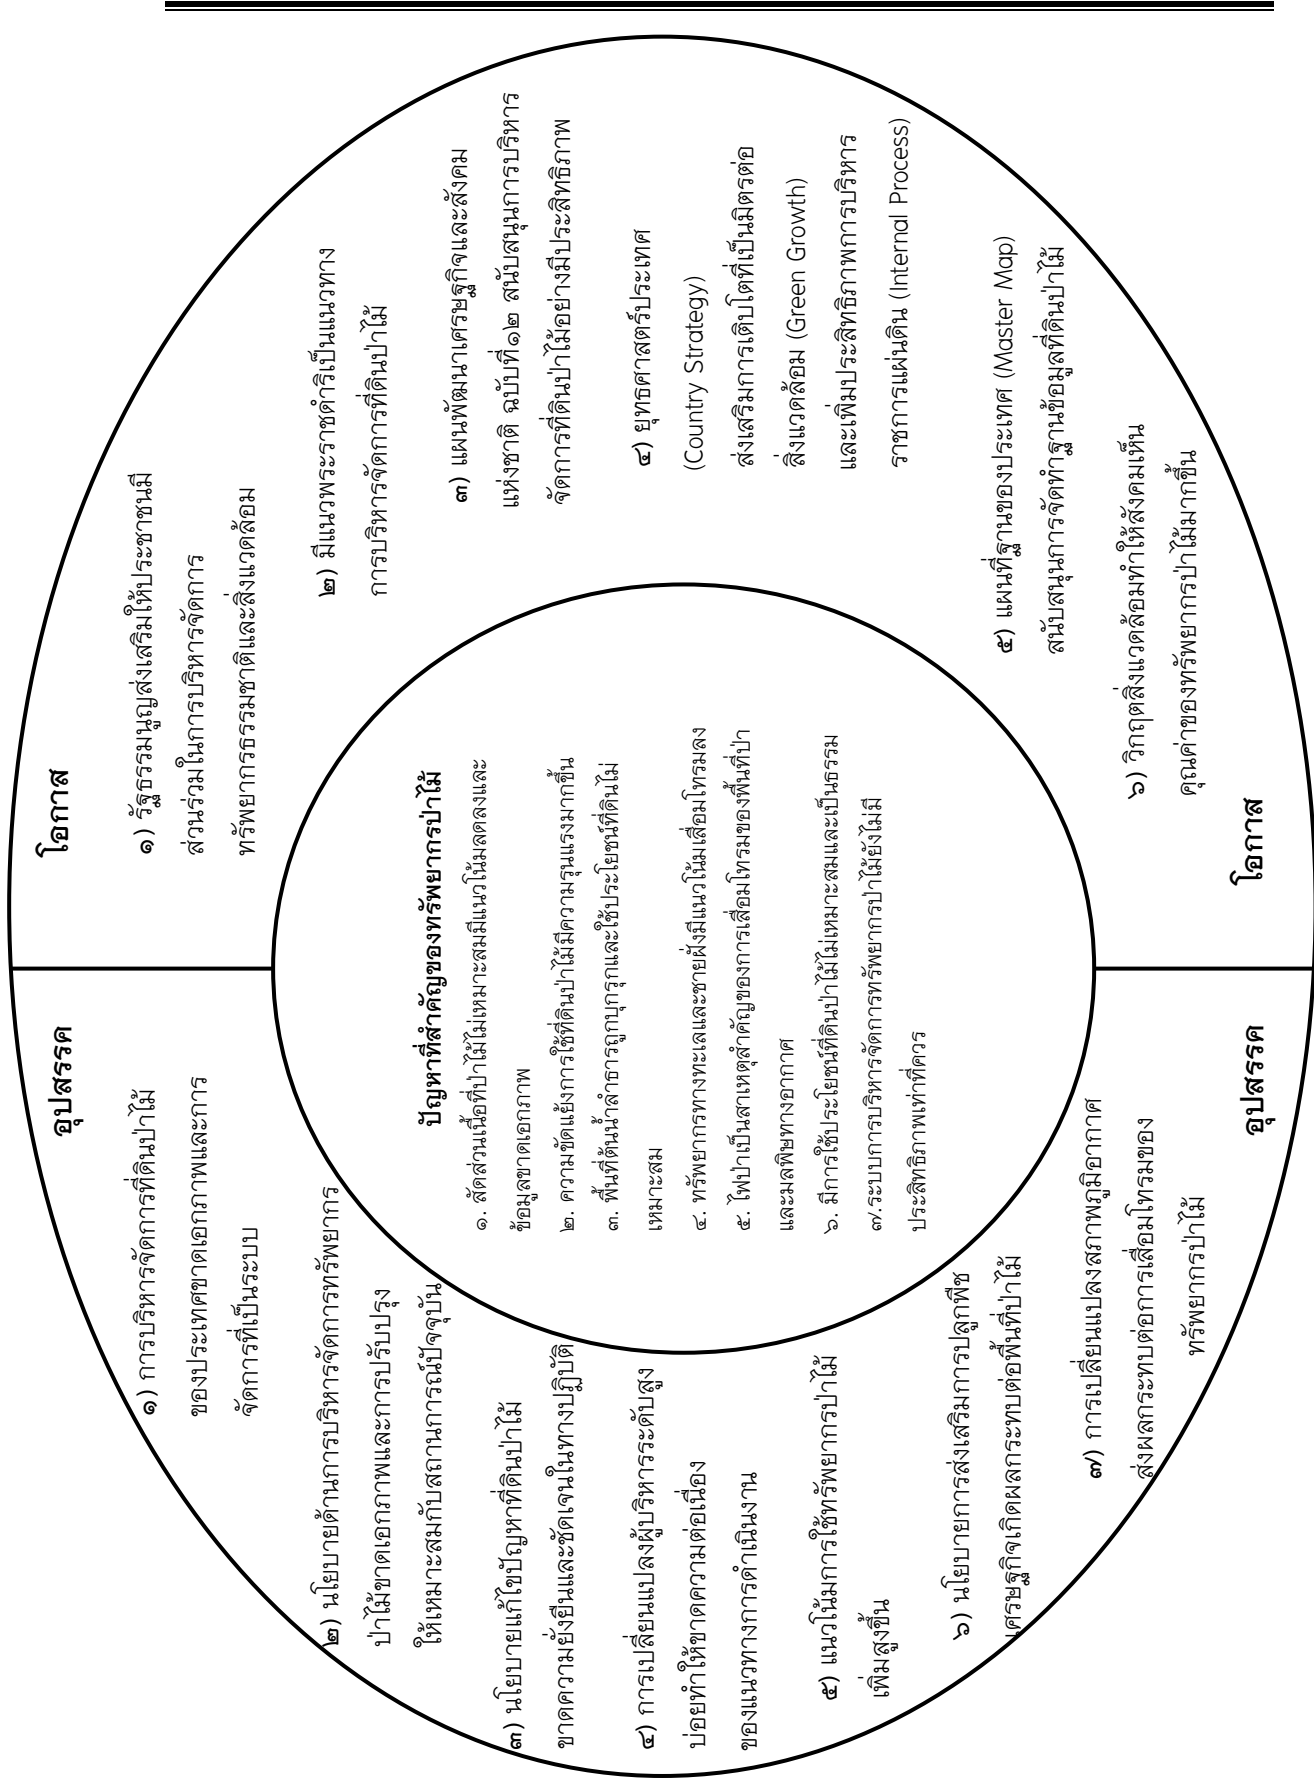 อุปสรรค
๑) การบริหารจัดการที่ดินป่าไม้
ของประเทศขาดเอกภาพและการ
จัดการที่เป็นระบบ
๒) นโยบายด้านการบริหารจัดการทรัพยากร
ป่าไม้ขาดเอกภาพและการปรับปรุง
ให้เหมาะสมกับสถานการณ์ปัจจุบัน
๓) นโยบายแก้ไขปัญหาที่ดินป่าไม้
ขาดความยั่งยืนและชัดเจนในทางปฏิบัติ
๔) การเปลี่ยนแปลงผู้บริหารระดับสูง
บ่อยทำให้ขาดความต่อเนื่อง
ของแนวทางการดำเนินงาน
๕) แนวโน้มการใช้ทรัพยากรป่าไม้
เพิ่มสูงขึ้น
๖) นโยบายการส่งเสริมการปลูกพืช
เศรษฐกิจเกิดผลกระทบต่อพื้นที่ป่าไม้
๗) การเปลี่ยนแปลงสภาพภูมิอากาศ
ส่งผลกระทบต่อการเสื่อมโทรมของ
ทรัพยากรป่าไม้
อุปสรรค
ปัญหาที่สำคัญของทรัพยากรป่าไม้
๑. สัดส่วนเนื้อที่ป่าไม้ไม่เหมาะสมมีแนวโน้มลดลงและ
ข้อมูลขาดเอกภาพ
๒. ความขัดแย้งการใช้ที่ดินป่าไม้มีความรุนแรงมากขึ้น
๓. พื้นที่ต้นน้ำลำธารถูกบุกรุกและใช้ประโยชน์ที่ดินไม่
เหมาะสม
๔. ทรัพยากรทางทะเลและชายฝั่งมีแนวโน้มเสื่อมโทรมลง
๕. ไฟป่าเป็นสาเหตุสำคัญของการเสื่อมโทรมของพื้นที่ป่า
และมลพิษทางอากาศ
๖. มีการใช้ประโยชน์ที่ดินป่าไม้ไม่เหมาะสมและเป็นธรรม
๗.ระบบการบริหารจัดการทรัพยากรป่าไม้ยังไม่มี
ประสิทธิภาพเท่าที่ควร
โอกาส
๑) รัฐธรรมนูญส่งเสริมให้ประชาชนมี
ส่วนร่วมในการบริหารจัดการ
ทรัพยากรธรรมชาติและสิ่งแวดล้อม
๒) มีแนวพระราชดำริเป็นแนวทาง
การบริหารจัดการที่ดินป่าไม้
๓) แผนพัฒนาเศรษฐกิจและสังคม
แห่งชาติ ฉบับที่๑๒ สนับสนุนการบริหาร
จัดการที่ดินป่าไม้อย่างมีประสิทธิภาพ
๔) ยุทธศาสตร์ประเทศ
(Country Strategy)
ส่งเสริมการเติบโตที่เป็นมิตรต่อ
สิ่งแวดล้อม (Green Growth)
และเพิ่มประสิทธิภาพการบริหาร
ราชการแผ่นดิน (Internal Process)
๕) แผนที่ฐานของประเทศ (Master Map)
สนับสนุนการจัดทำฐานข้อมูลที่ดินป่าไม้
๖) วิกฤตสิ่งแวดล้อมทำให้สังคมเห็น
คุณค่าของทรัพยากรป่าไม้มากขึ้น
โอกาส